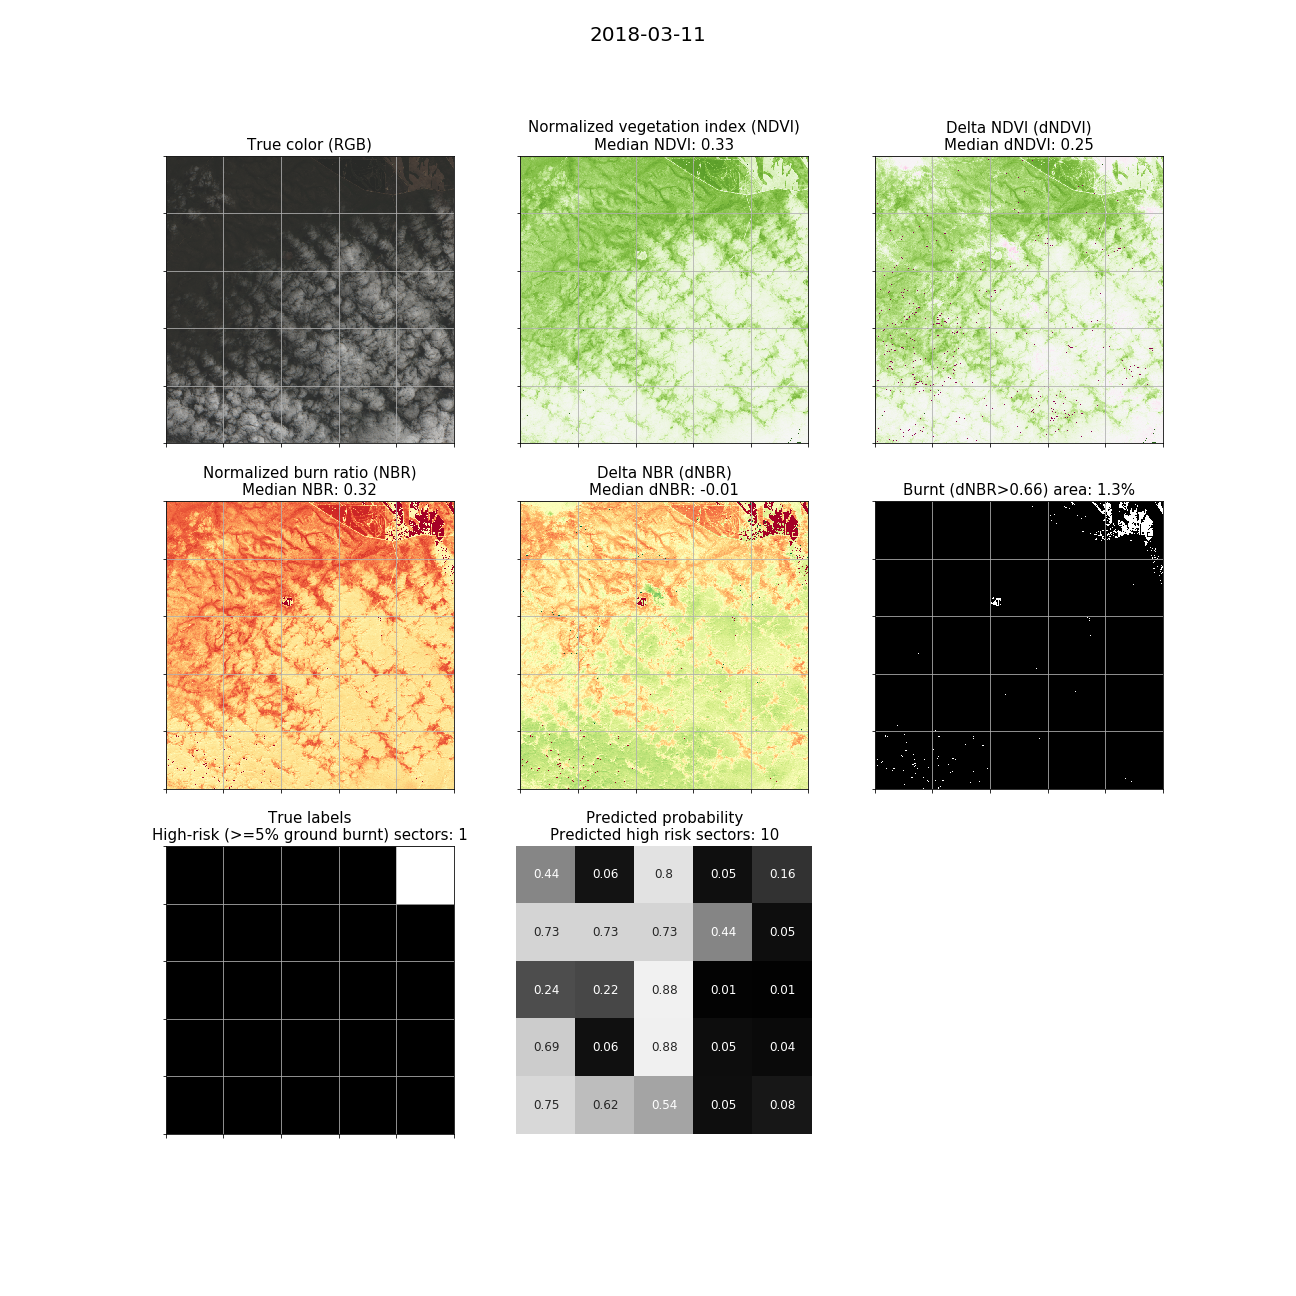 2018-03-11
True color (RGB)
Normalized vegetation index (NDVI)
Median NDVI: 0.33
Delta NDVI (dNDVI)
Median dNDVI: 0.25
Normalized burn ratio (NBR)
Median NBR: 0.32
Delta NBR (dNBR)
Median dNBR: -0.01
Burnt (dNBR>0.66) area: 1.3%
True labels
High-risk (>=5% ground burnt) sectors: 1
Predicted probability
Predicted high risk sectors: 10
0.44 0.06 0.8 0.05 0.16
0.73 0.73 0.73 0.44 0.05
0.24 0.22 0.88 0.01 0.01
0.69 0.06 0.88 0.05 0.04
0.75 0.62 0.54 0.05 0.08